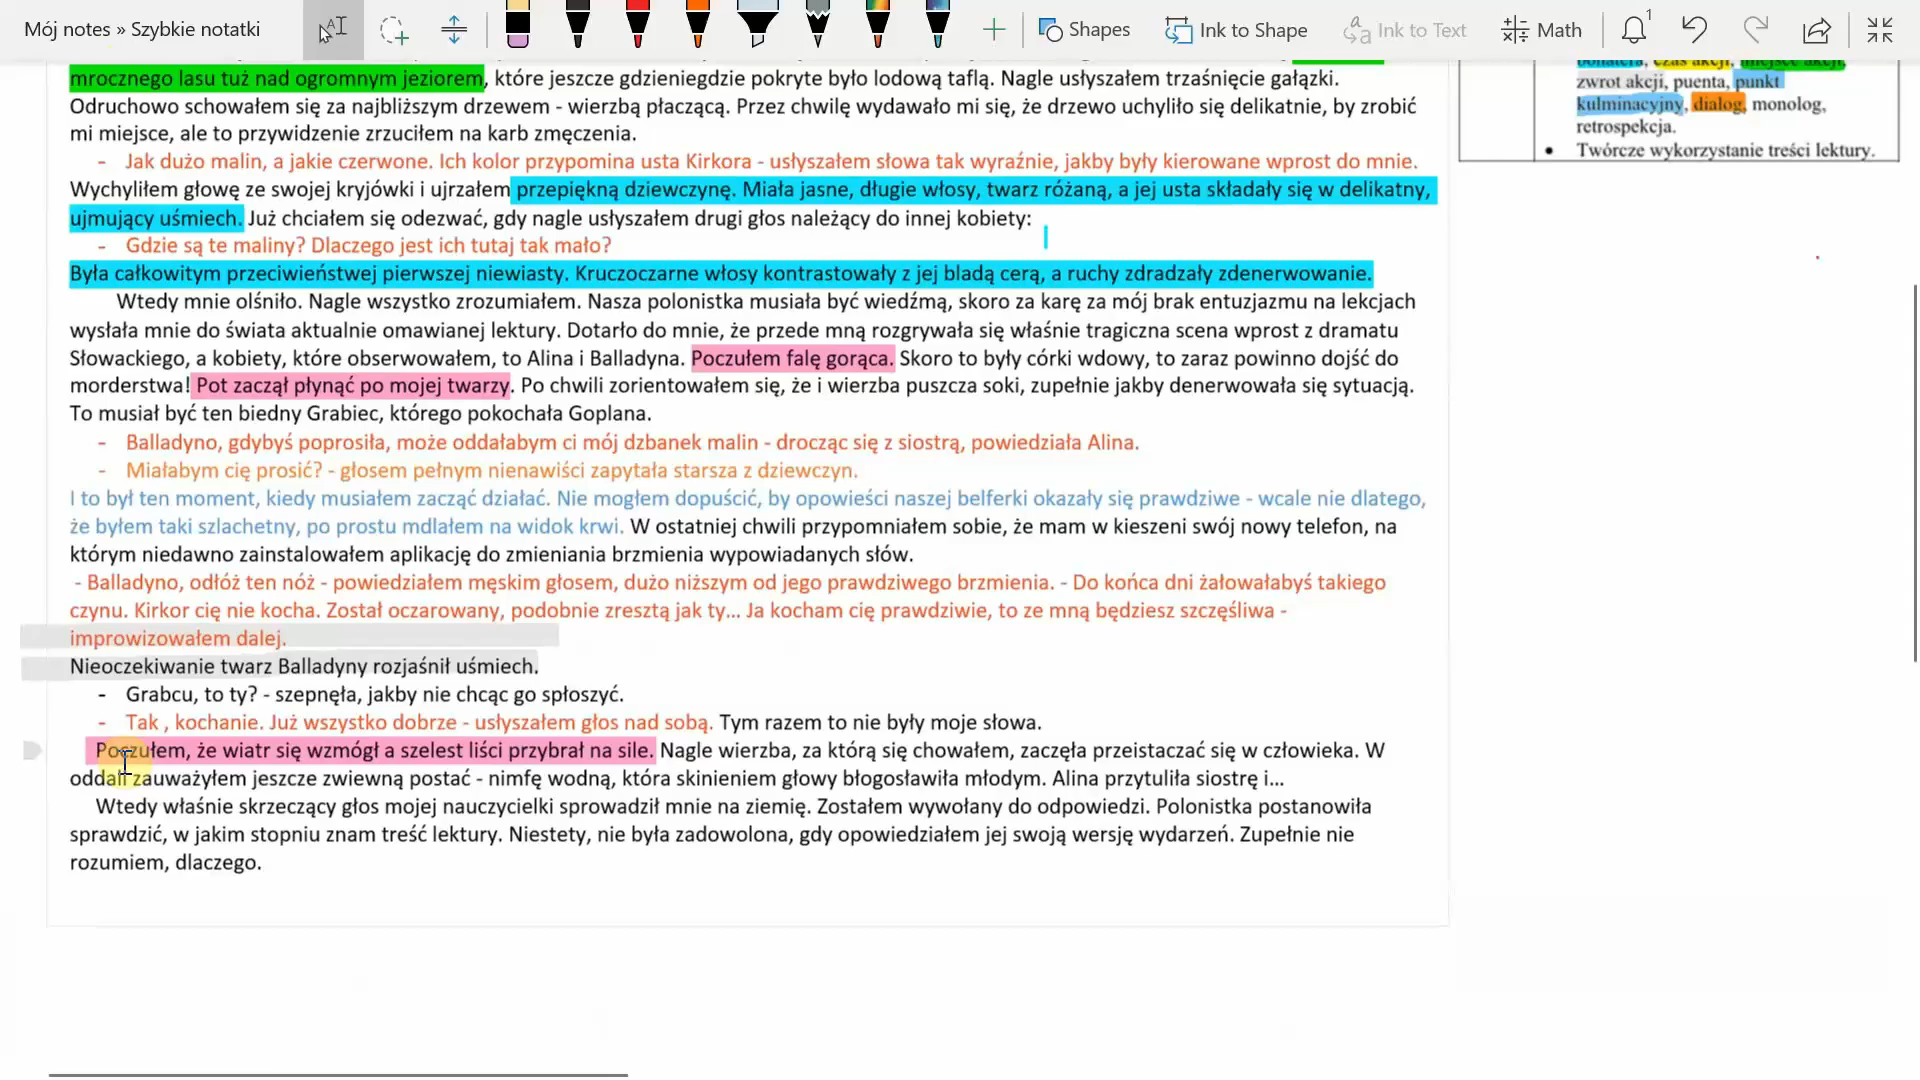 Mój notes » Szybkie notatki
Shapes
Ink to Shape
Ink to Text
Math
1
mrocznego lasu tuż nad ogromnym jeziorem, które jeszcze gdzieniegdzie pokryte było lodową taflą. Nagle usłyszałem trzaśnięcie gałązki.
Odruchowo schowałem się za najbliższym drzewem - wierzbą płaczącą. Przez chwilę wydawało mi się, że drzewo uchyliło się delikatnie, by zrobić
mi miejsce, ale to przywidzenie zrzuciłem na karb zmęczenia.
- Jak dużo malin, a jakie czerwone. Ich kolor przypomina usta Kirkora - usłyszałem słowa tak wyraźnie, jakby były kierowane wprost do mnie.
Wychyliłem głowę ze swojej kryjówki i ujrzałem przepiękną dziewczynę. Miała jasne, długie włosy, twarz różaną, a jej usta składały się w delikatny,
ujmujący uśmiech. Już chciałem się odezwać, gdy nagle usłyszałem drugi głos należący do innej kobiety:
- Gdzie są te maliny? Dlaczego jest ich tutaj tak mało?
Była całkowitym przeciwieństwej pierwszej niewiasty. Kruczoczarne włosy kontrastowały z jej bladą cerą, a ruchy zdradzały zdenerwowanie.
Wtedy mnie olśniło. Nagle wszystko zrozumiałem. Nasza polonistka musiała być wiedźmą, skoro za karę za mój brak entuzjazmu na lekcjach
wysłała mnie do świata aktualnie omawianej lektury. Dotarło do mnie, że przede mną rozgrywała się właśnie tragiczna scena wprost z dramatu
Słowackiego, a kobiety, które obserwowałem, to Alina i Balladyna. Poczułem falę gorąca. Skoro to były córki wdowy, to zaraz powinno dojść do
morderstwa! Pot zaczął płynąć po mojej twarzy. Po chwili zorientowałem się, że i wierzba puszcza soki, zupełnie jakby denerwowała się sytuacją.
To musiał być ten biedny Grabiec, którego pokochała Goplana.
- Balladyno, gdybyś poprosiła, może oddałabym ci mój dzbanek malin - drocząc się z siostrą, powiedziała Alina.
- Miałabym cię prosić? - głosem pełnym nienawiści zapytała starsza z dziewczyn.
I to był ten moment, kiedy musiałem zacząć działać. Nie mogłem dopuścić, by opowieści naszej belferki okazały się prawdziwe - wcale nie dlatego,
że byłem taki szlachetny, po prostu mdlałem na widok krwi. W ostatniej chwili przypomniałem sobie, że mam w kieszeni swój nowy telefon, na
którym niedawno zainstalowałem aplikację do zmieniania brzmienia wypowiadanych słów.
- Balladyno, odłóż ten nóż - powiedziałem męskim głosem, dużo niższym od jego prawdziwego brzmienia. - Do końca dni żałowałabyś takiego
czynu. Kirkor cię nie kocha. Został oczarowany, podobnie zresztą jak ty... Ja kocham cię prawdziwie, to ze mną będziesz szczęśliwa -
improwizowałem dalej.
Nieoczekiwanie twarz Balladyny rozjaśnił uśmiech.
- Grabcu, to ty? - szepnęła, jakby nie chcąc go spłoszyć.
- Tak , kochanie. Już wszystko dobrze - usłyszałem głos nad sobą. Tym razem to nie były moje słowa.
Poczułem, że wiatr się wzmógł a szelest liści przybrał na sile. Nagle wierzba, za którą się chowałem, zaczęła przeistaczać się w człowieka. W
oddali zauważyłem jeszcze zwiewną postać - nimfę wodną, która skinieniem głowy błogosławiła młodym. Alina przytuliła siostrę i...
Wtedy właśnie skrzeczący głos mojej nauczycielki sprowadził mnie na ziemię. Zostałem wywołany do odpowiedzi. Polonistka postanowiła
sprawdzić, w jakim stopniu znam treść lektury. Niestety, nie była zadowolona, gdy opowiedziałem jej swoją wersję wydarzeń. Zupełnie nie
rozumiem, dlaczego.
bohatera, czas akcji, miejsce akcji,
zwrot akcji, puenta, punkt
kulminacyjny, dialog, monolog,
retrospekcja.
• Twórcze wykorzystanie treści lektury.